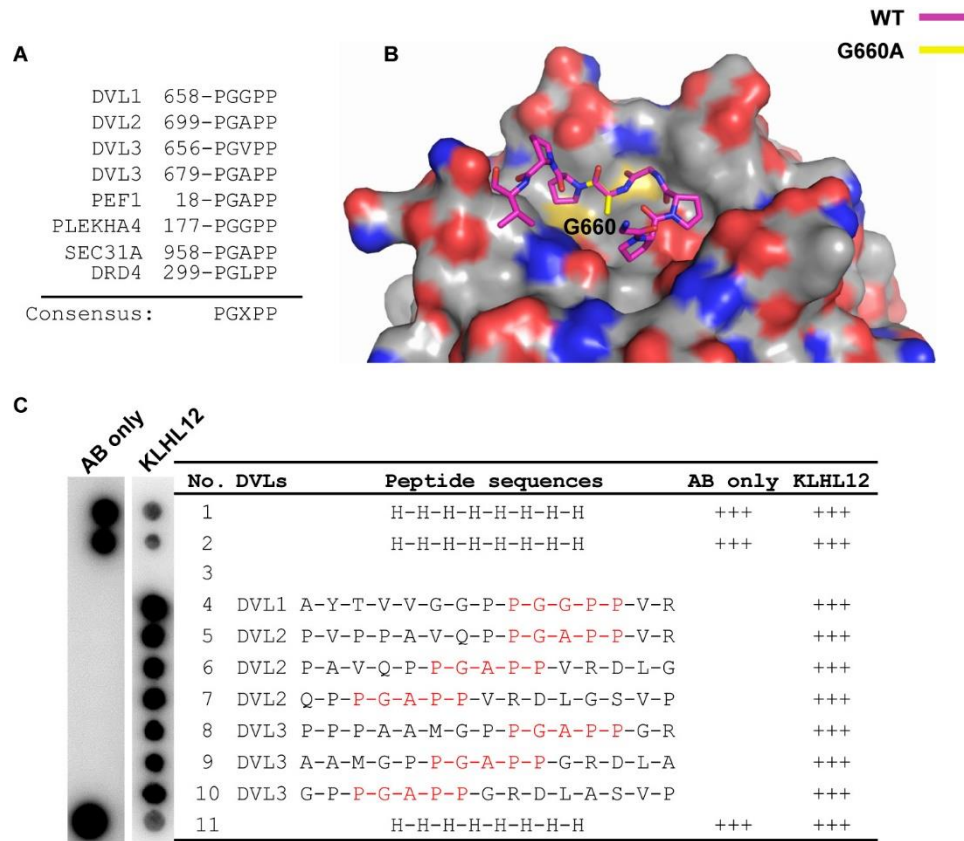 WT
G660A
A
DVL1 658-PGGPP
DVL2 699-PGAPP
DVL3 656-PGVPP
DVL3 679-PGAPP
PEF1 18-PGAPP
PLEKHA4 177-PGGPP
SEC31A 958-PGAPP
DRD4 299-PGLPP
Consensus: PGXPP
B
G660
C
AB only KLHL12
No. DVLs Peptide sequences AB only KLHL12
1 H-H-H-H-H-H-H-H +++ +++
2 H-H-H-H-H-H-H-H +++ +++
3
4 DVL1 A-Y-T-V-V-G-G-P-P-G-G-P-P-V-R +++
5 DVL2 P-V-P-P-A-V-Q-P-P-G-A-P-P-V-R +++
6 DVL2 P-A-V-Q-P-P-G-A-P-P-V-R-D-L-G +++
7 DVL2 Q-P-P-G-A-P-P-V-R-D-L-G-S-V-P +++
8 DVL3 P-P-P-A-A-M-G-P-P-G-A-P-P-G-R +++
9 DVL3 A-A-M-G-P-P-G-A-P-P-G-R-D-L-A +++
10 DVL3 G-P-P-G-A-P-P-G-R-D-L-A-S-V-P +++
11 H-H-H-H-H-H-H-H +++ +++